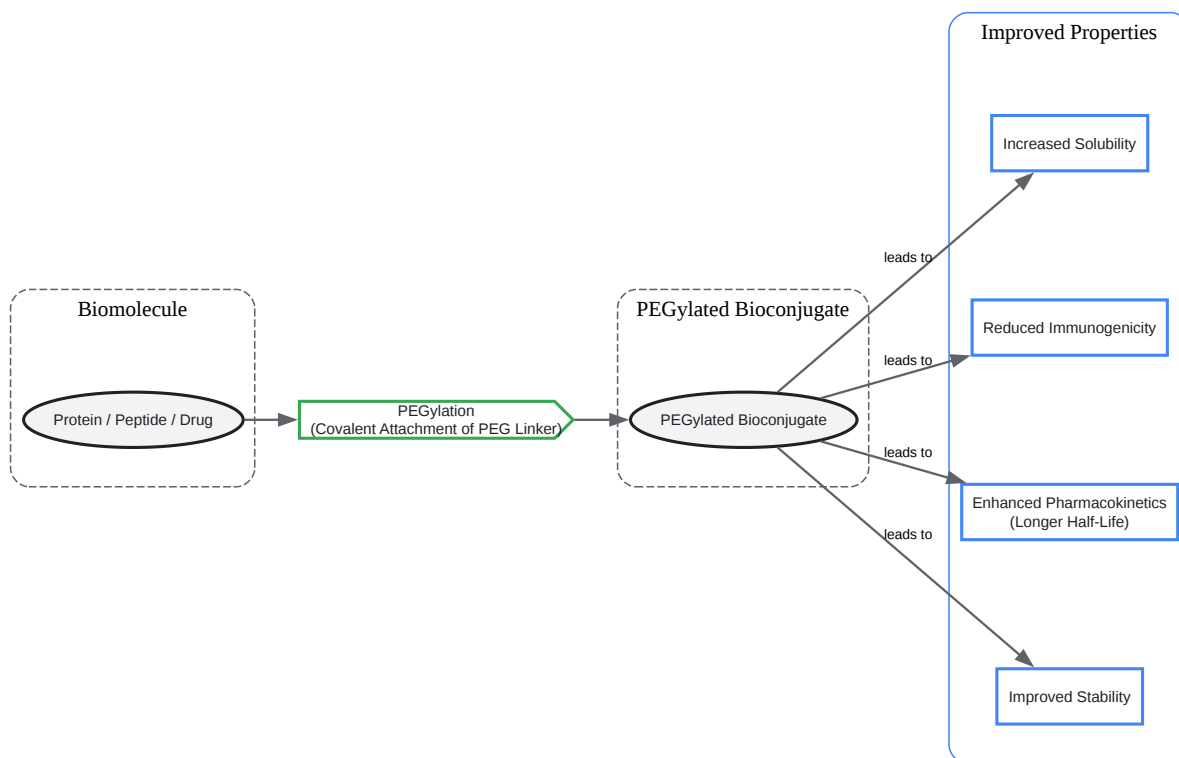 Improved Properties
Increased Solubility
leads to
Biomolecule
PEGylated Bioconjugate
Reduced Immunogenicity
leads to
Protein / Peptide / Drug
PEGylation
(Covalent Attachment of PEG Linker)
PEGylated Bioconjugate
leads to
Enhanced Pharmacokinetics
(Longer Half-Life)
leads to
Improved Stability